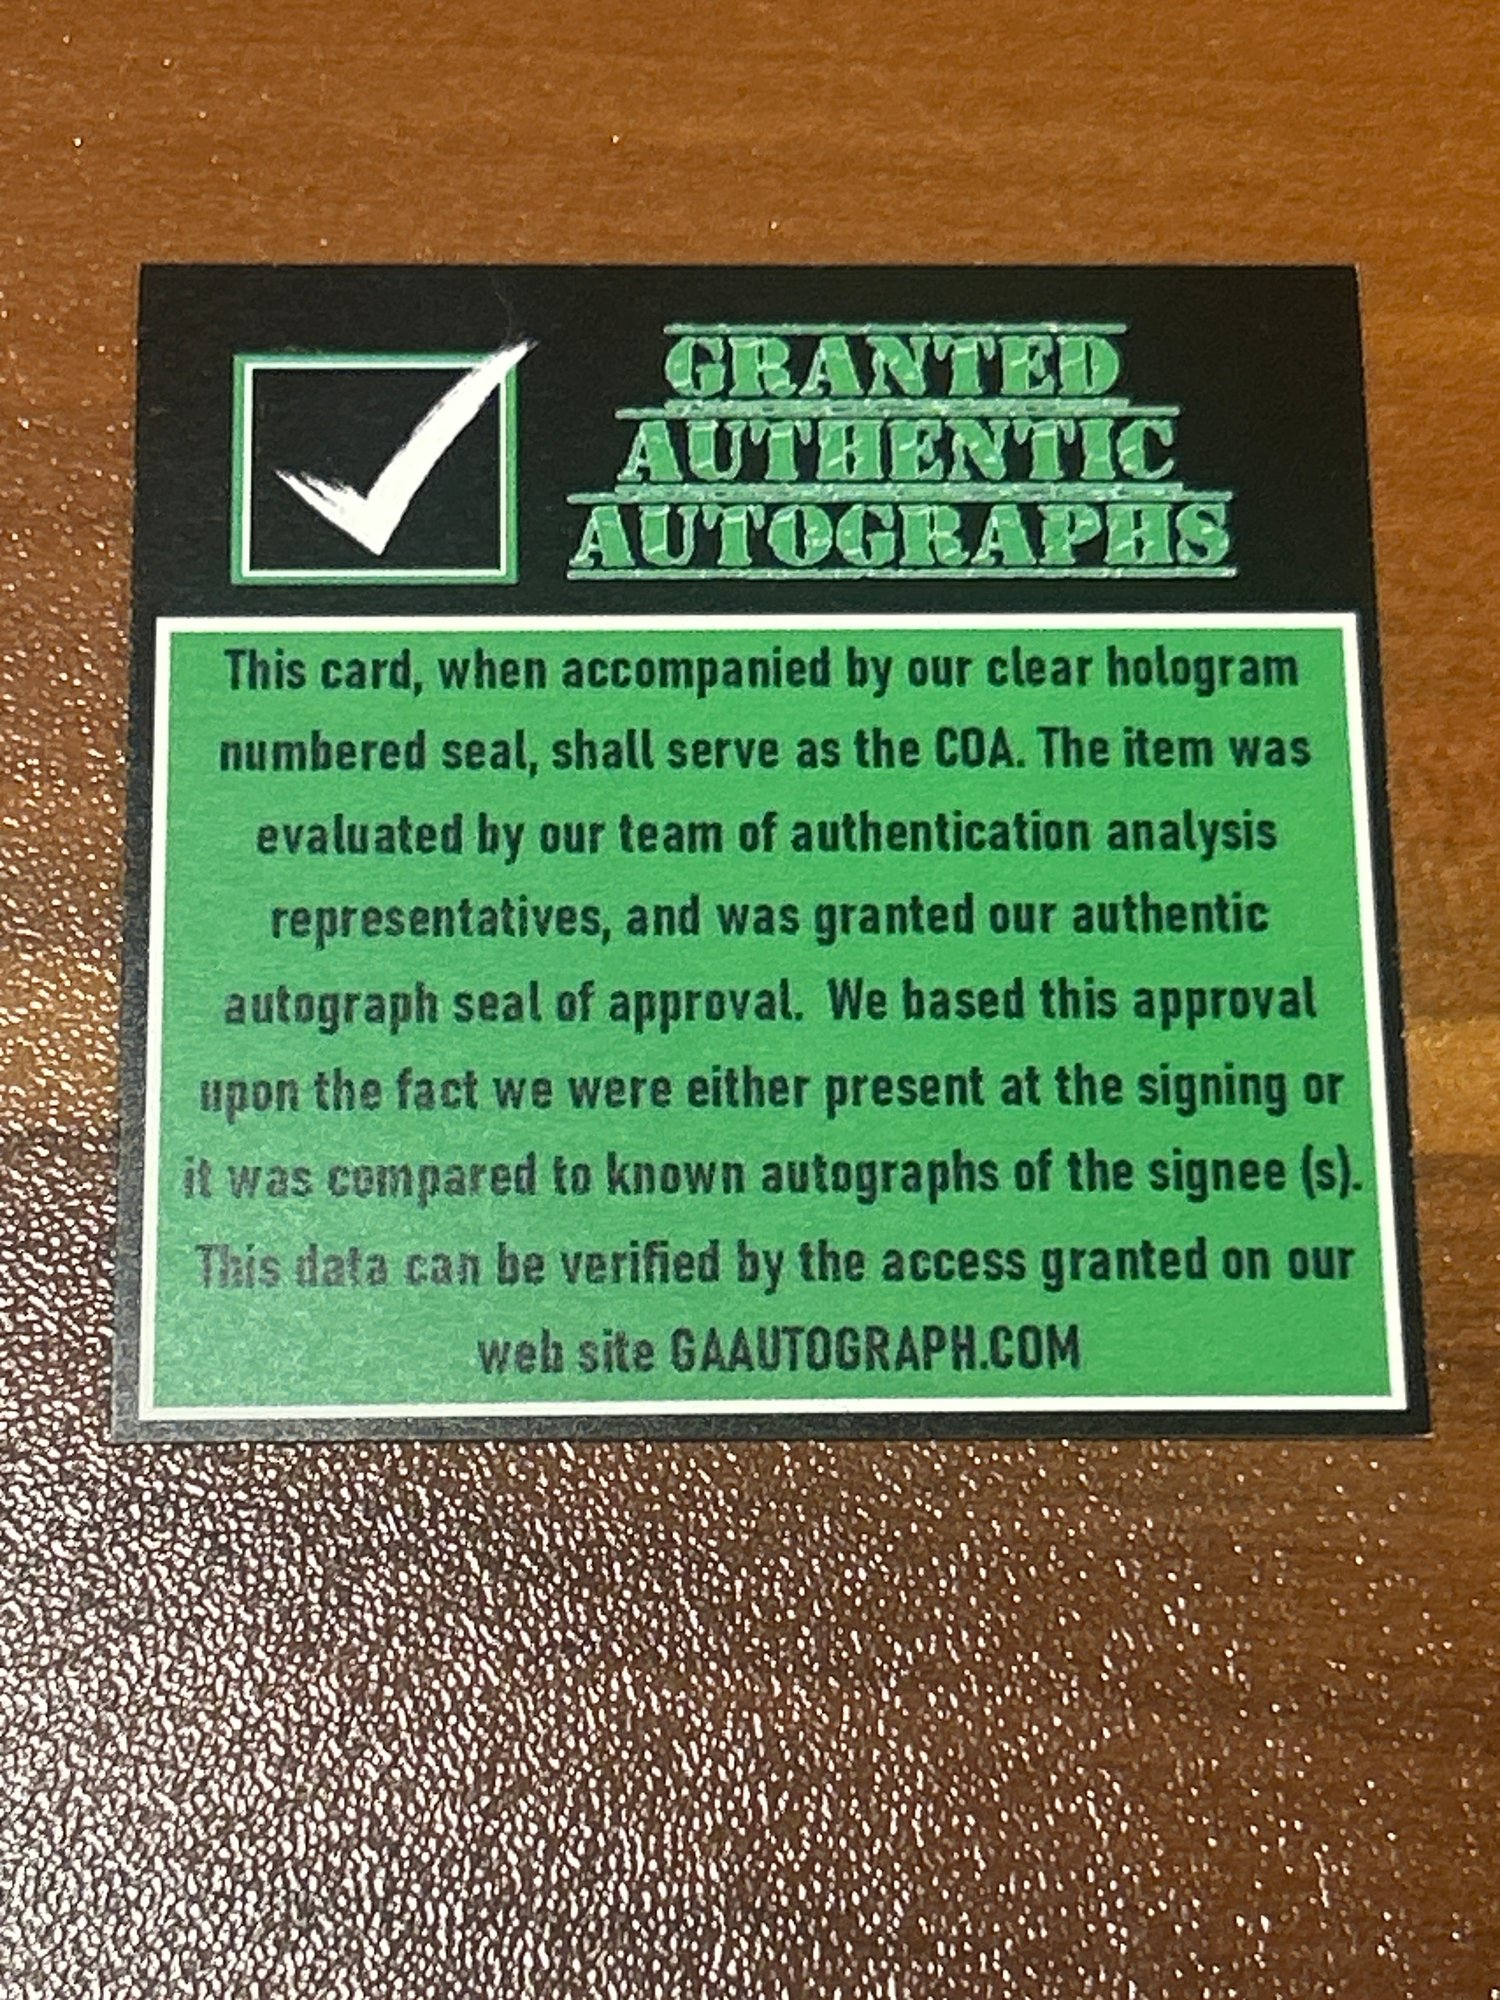 GRANTED
AUTHENTIC
AUTOGRAPHS
This card, when accompanied by our clear hologram
numbered seal, shall serve as the COA. The item was
evaluated by our team of authentication analysis
representatives, and was granted our authentic
autograph seal of approval. We based this approval
upon the fact we were either present at the signing or
it was compared to known autographs of the signee (s).
This data can be verified by the access granted on our
web site GAAUTOGRAPH.COM